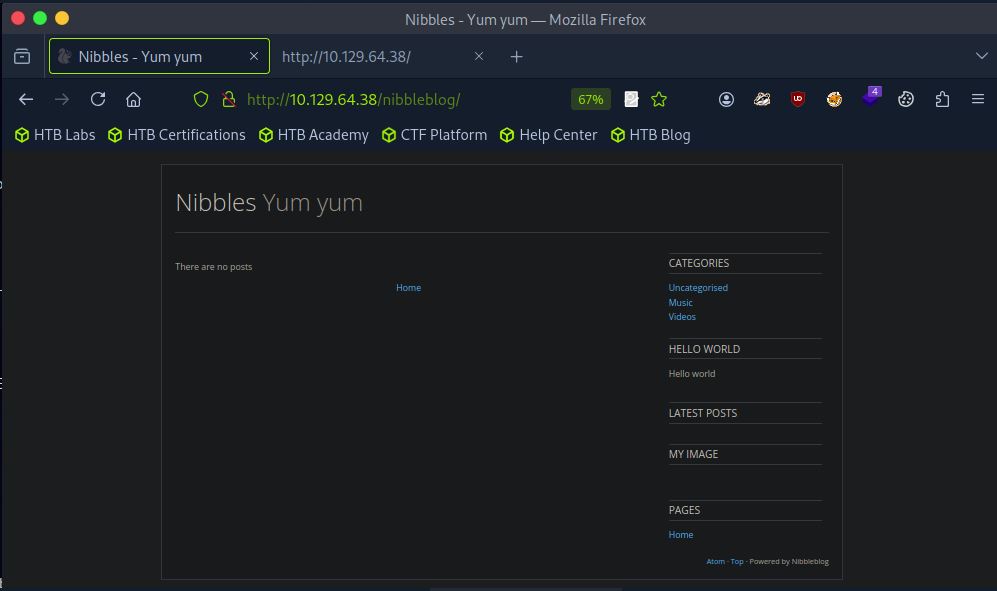 Nibbles - Yum yum — Mozilla Firefox
Nibbles - Yum yum
http://10.129.64.38/
http://10.129.64.38/nibbleblog/
67%
4
HTB Labs HTB Certifications HTB Academy CTF Platform Help Center HTB Blog
Nibbles Yum yum
There are no posts
Home
CATEGORIES
Uncategorised
Music
Videos
HELLO WORLD
Hello world
LATEST POSTS
MY IMAGE
PAGES
Home
Atom · Top · Powered by Nibbleblog